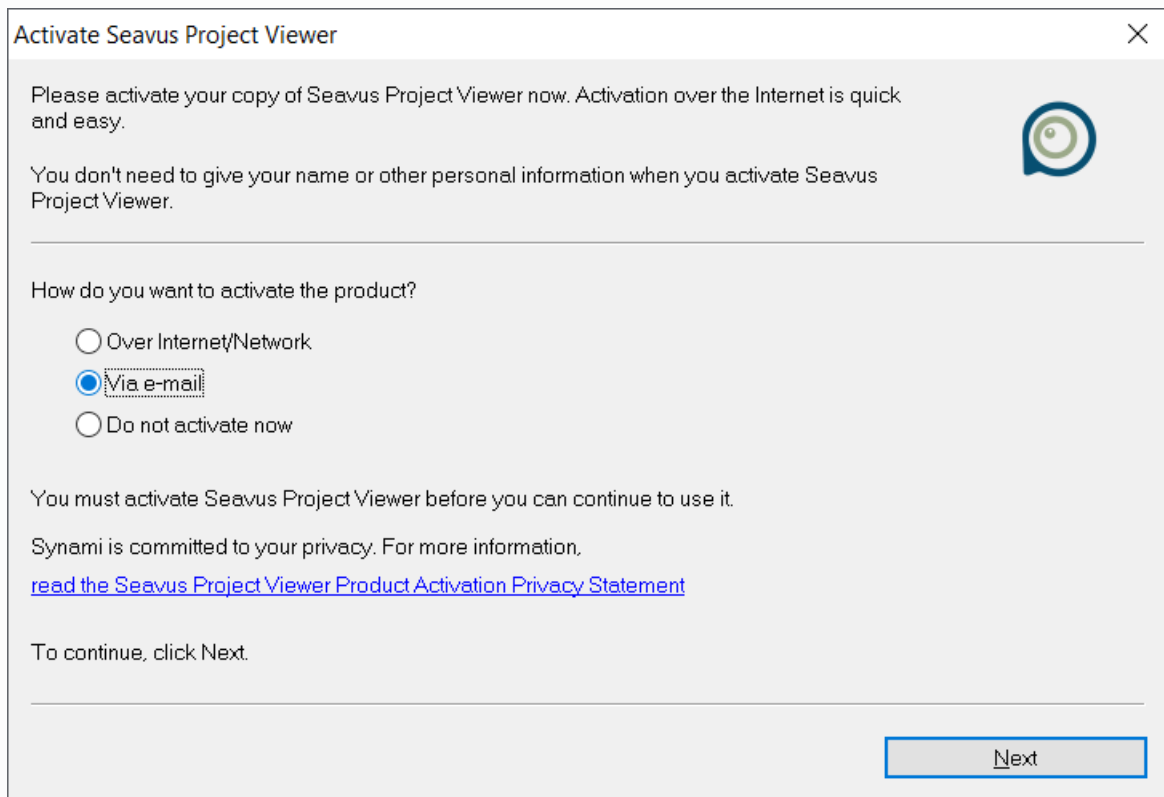 Activate Seavus Project Viewer
Please activate your copy of Seavus Project Viewer now. Activation over the Internet is quick
and easy.
You don't need to give your name or other personal information when you activate Seavus
Project Viewer.
How do you want to activate the product?
Over Internet/Network
Via e-mail
Do not activate now
You must activate Seavus Project Viewer before you can continue to use it.
Synami is committed to your privacy. For more information,
read the Seavus Project Viewer Product Activation Privacy Statement
To continue, click Next.
Next